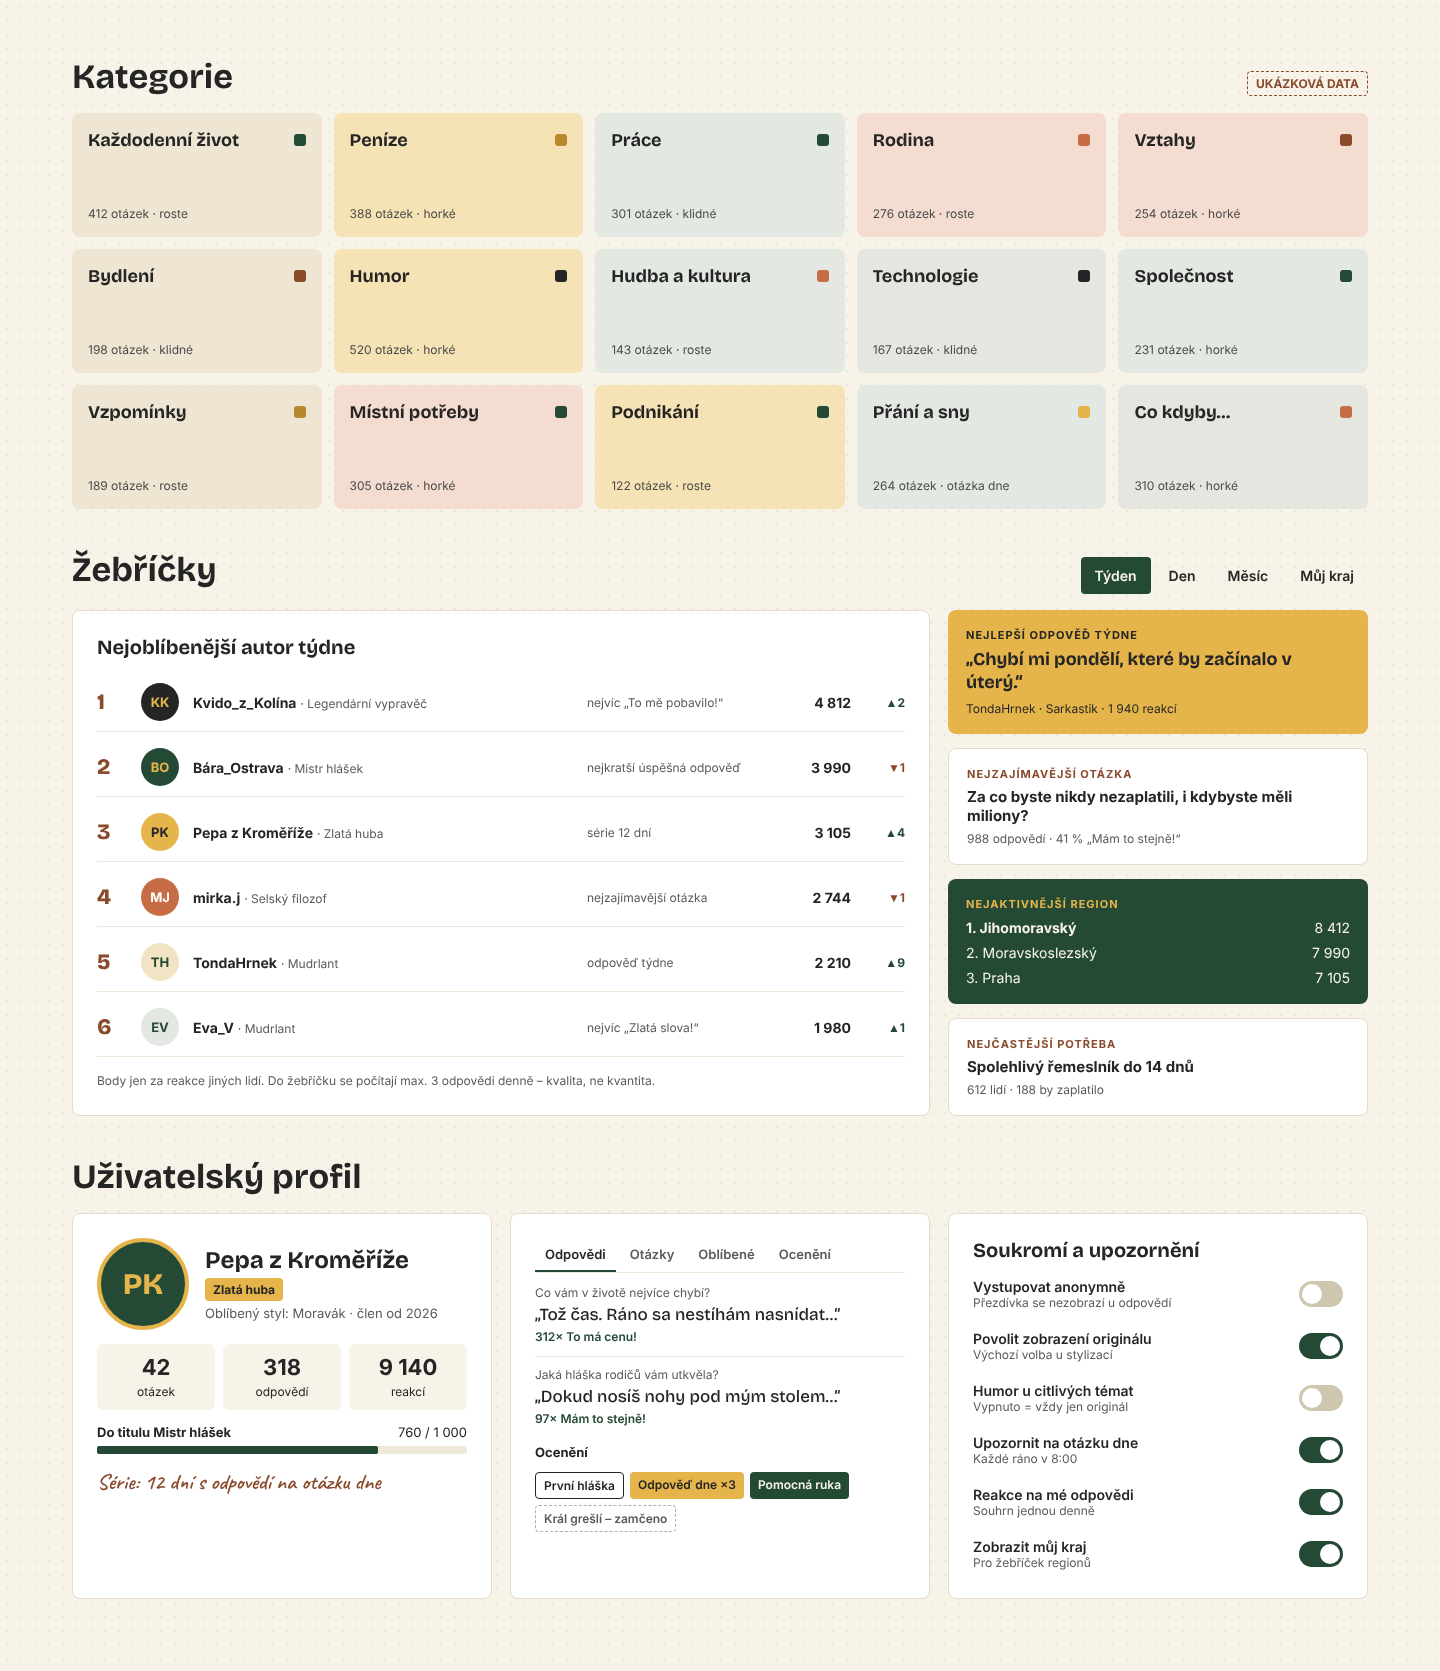 Kategorie
UKÁZKOVÁ DATA
Každodenní život
412 otázek · roste
Peníze
388 otázek · horké
Práce
301 otázek · klidné
Rodina
276 otázek · roste
Vztahy
254 otázek · horké
Bydlení
198 otázek · klidné
Humor
520 otázek · horké
Hudba a kultura
143 otázek · roste
Technologie
167 otázek · klidné
Společnost
231 otázek · horké
Vzpomínky
189 otázek · roste
Místní potřeby
305 otázek · horké
Podnikání
122 otázek · roste
Přání a sny
264 otázek · otázka dne
Co kdyby…
310 otázek · horké
Žebříčky
Týden Den Měsíc Můj kraj
Nejoblíbenější autor týdne
1 KK Kvido_z_Kolína · Legendární vypravěč nejvíc „To mě pobavilo!“ 4 812 ▲2
2 BO Bára_Ostrava · Mistr hlášek nejkratší úspěšná odpověď 3 990 ▼1
3 PK Pepa z Kroměříže · Zlatá huba série 12 dní 3 105 ▲4
4 MJ mirka.j · Selský filozof nejzajímavější otázka 2 744 ▼1
5 TH TondaHrnek · Mudrlant odpověď týdne 2 210 ▲9
6 EV Eva_V · Mudrlant nejvíc „Zlatá slova!“ 1 980 ▲1
Body jen za reakce jiných lidí. Do žebříčku se počítají max. 3 odpovědi denně – kvalita, ne kvantita.
NEJLEPŠÍ ODPOVĚĎ TÝDNE
„Chybí mi pondělí, které by začínalo v
úterý.“
TondaHrnek · Sarkastik · 1 940 reakcí
NEJZAJÍMAVĚJŠÍ OTÁZKA
Za co byste nikdy nezaplatili, i kdybyste měli
miliony?
988 odpovědí · 41 % „Mám to stejně!“
NEJAKTIVNĚJŠÍ REGION
1. Jihomoravský 8 412
2. Moravskoslezský 7 990
3. Praha 7 105
NEJČASTĚJŠÍ POTŘEBA
Spolehlivý řemeslník do 14 dnů
612 lidí · 188 by zaplatilo
Uživatelský profil
PK
Pepa z Kroměříže
Zlatá huba
Oblíbený styl: Moravák · člen od 2026
42 318 9 140
otázek odpovědí reakcí
Do titulu Mistr hlášek 760 / 1 000
Série: 12 dní s odpovědí na otázku dne
Odpovědi Otázky Oblíbené Ocenění
Co vám v životě nejvíce chybí?
„Tož čas. Ráno sa nestíhám nasnídat…“
312× To má cenu!
Jaká hláška rodičů vám utkvěla?
„Dokud nosíš nohy pod mým stolem…“
97× Mám to stejně!
Ocenění
První hláška Odpověď dne ×3 Pomocná ruka
Král grešlí – zamčeno
Soukromí a upozornění
Vystupovat anonymně
Přezdívka se nezobrazí u odpovědí
Povolit zobrazení originálu
Výchozí volba u stylizací
Humor u citlivých témat
Vypnuto = vždy jen originál
Upozornit na otázku dne
Každé ráno v 8:00
Reakce na mé odpovědi
Souhrn jednou denně
Zobrazit můj kraj
Pro žebříček regionů